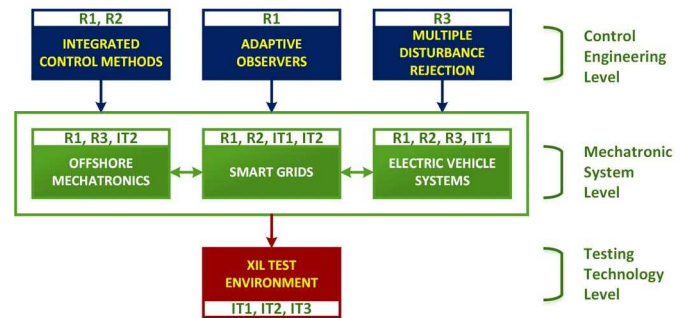 R1, R2
INTEGRATED
CONTROL METHODS
R1
ADAPTIVE
OBSERVERS
R3
MULTIPLE
DISTURBANCE
REJECTION
Control
Engineering
Level
R1, R3, IT2
OFFSHORE
MECHATRONICS
R1, R2, IT1, IT2
SMART GRIDS
R1, R2, R3, IT1
ELECTRIC VEHICLE
SYSTEMS
Mechatronic
System
Level
XIL TEST
ENVIRONMENT
IT1, IT2, IT3
Testing
Technology
Level